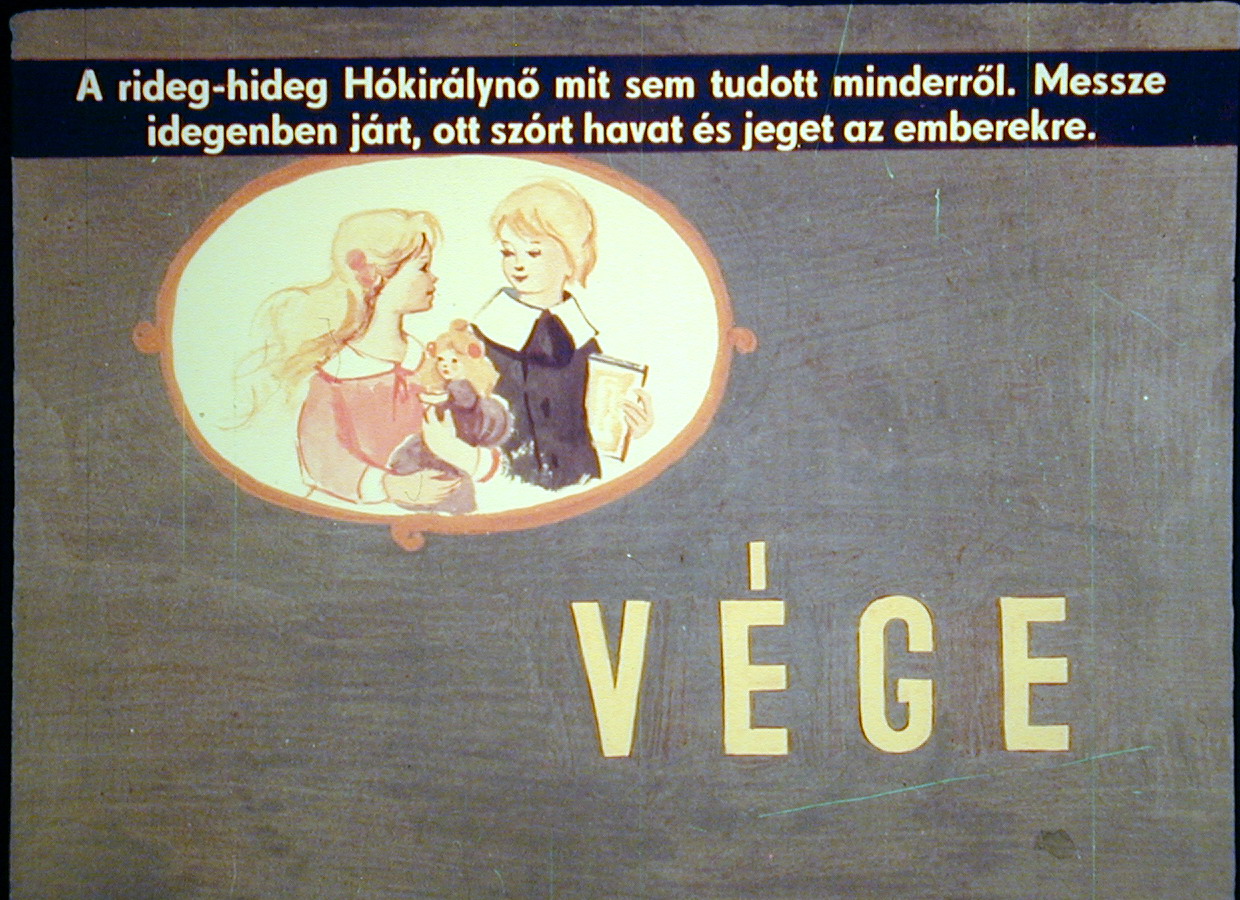 A rideg-hideg Hókirálynő mit sem tudott minderről. Messze
idegenben járt, ott szórt havat és jeget az emberekre.
VÉGE